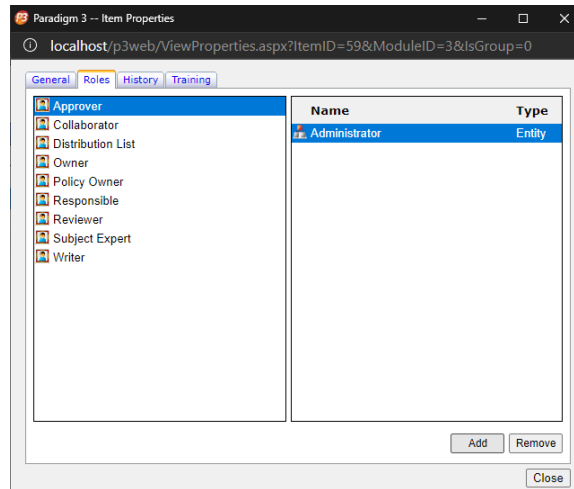 P3 Paradigm 3 -- Item Properties
localhost/p3web/ViewProperties.aspx?ItemID=59&ModuleID=3&IsGroup=0
General Roles History Training
Approver
Collaborator
Distribution List
Owner
Policy Owner
Responsible
Reviewer
Subject Expert
Writer
Name Type
Administrator Entity
Add Remove
Close